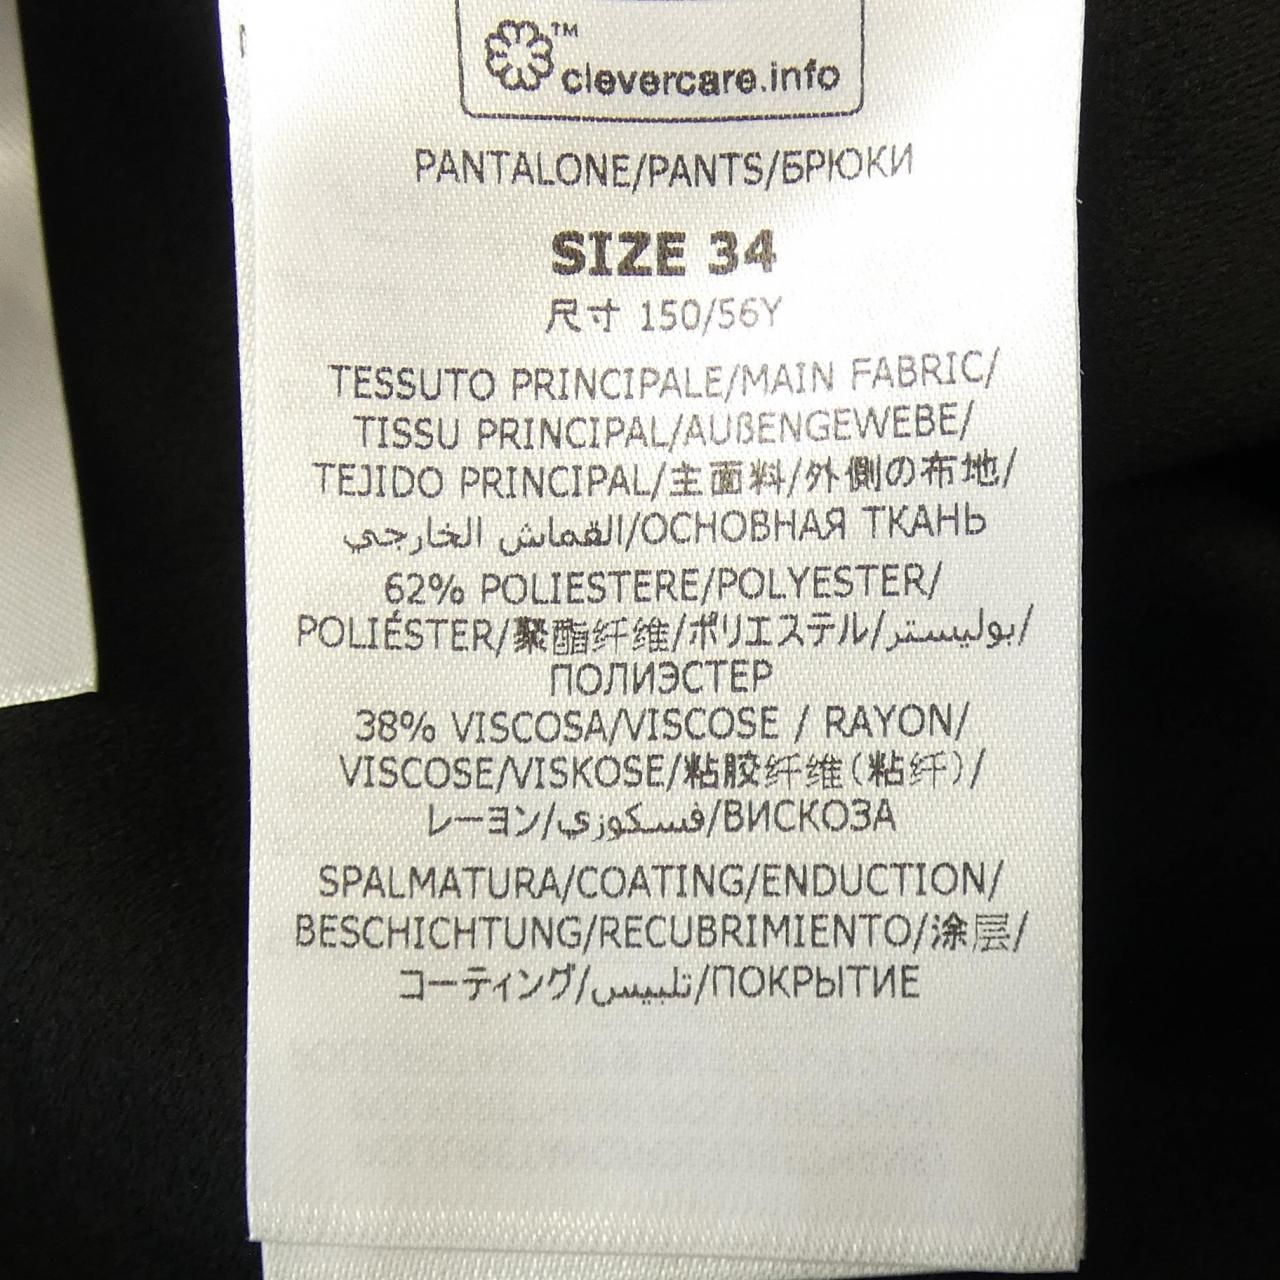 ™
clevercare.info
PANTALONE/PANTS/БРЮКИ
SIZE 34
尺寸 150/56Y
TESSUTO PRINCIPALE/MAIN FABRIC/
TISSU PRINCIPAL/AUßENGEWEBE/
TEJIDO PRINCIPAL/主面料/外側の布地/
القماش الخارجي/ОСНОВНАЯ ТКАНЬ
62% POLIESTERE/POLYESTER/
POLIÉSTER/聚酯纤维/ポリエステル/بوليستر/
ПОЛИЭСТЕР
38% VISCOSA/VISCOSE / RAYON/
VISCOSE/VISKOSE/粘胶纤维(粘纤)/
レーヨン/فسكوزي/ВИСКОЗА
SPALMATURA/COATING/ENDUCTION/
BESCHICHTUNG/RECUBRIMIENTO/涂层/
コーティング/تلبيس/ПОКРЫТИЕ